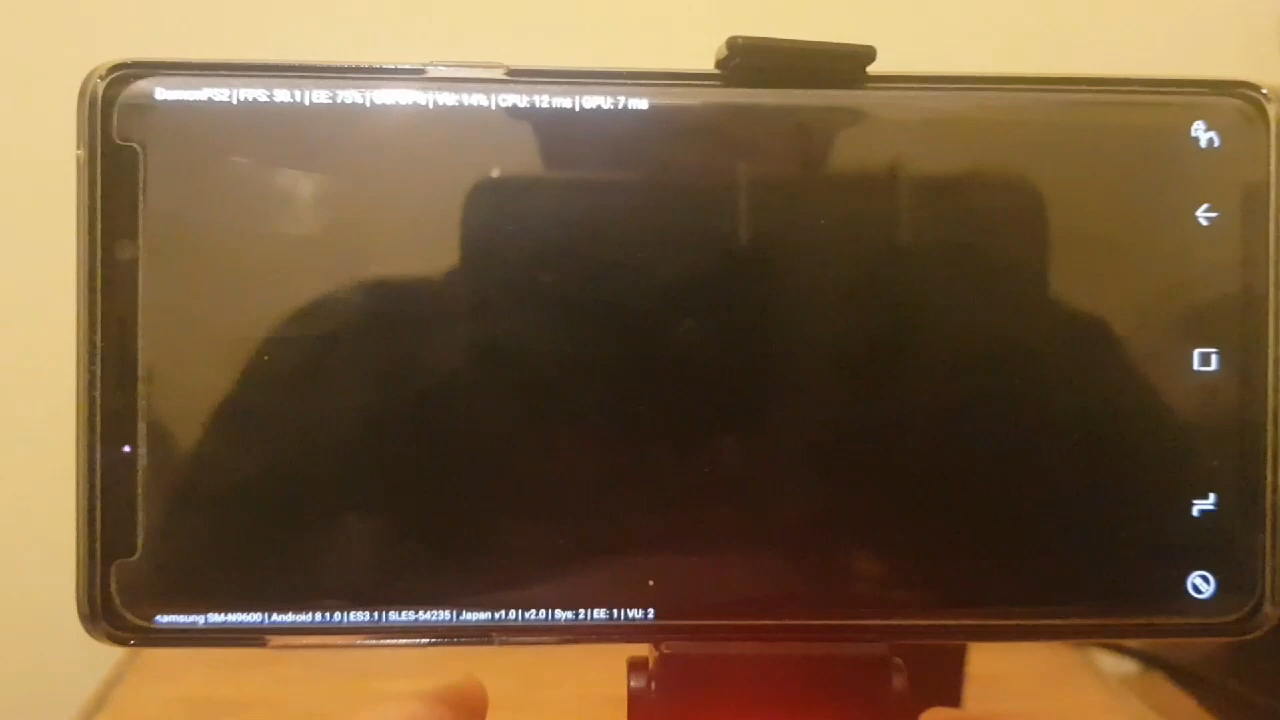 DamonPS2 | FPS: 50.1 | EE: 75% | VU: 14% | CPU: 12 ms | GPU: 7 ms
samsung SM-N9600 | Android 8.1.0 | ES3.1 | SLES-54235 | Japan v1.0 | v2.0 | Sys: 2 | EE: 1 | VU: 2